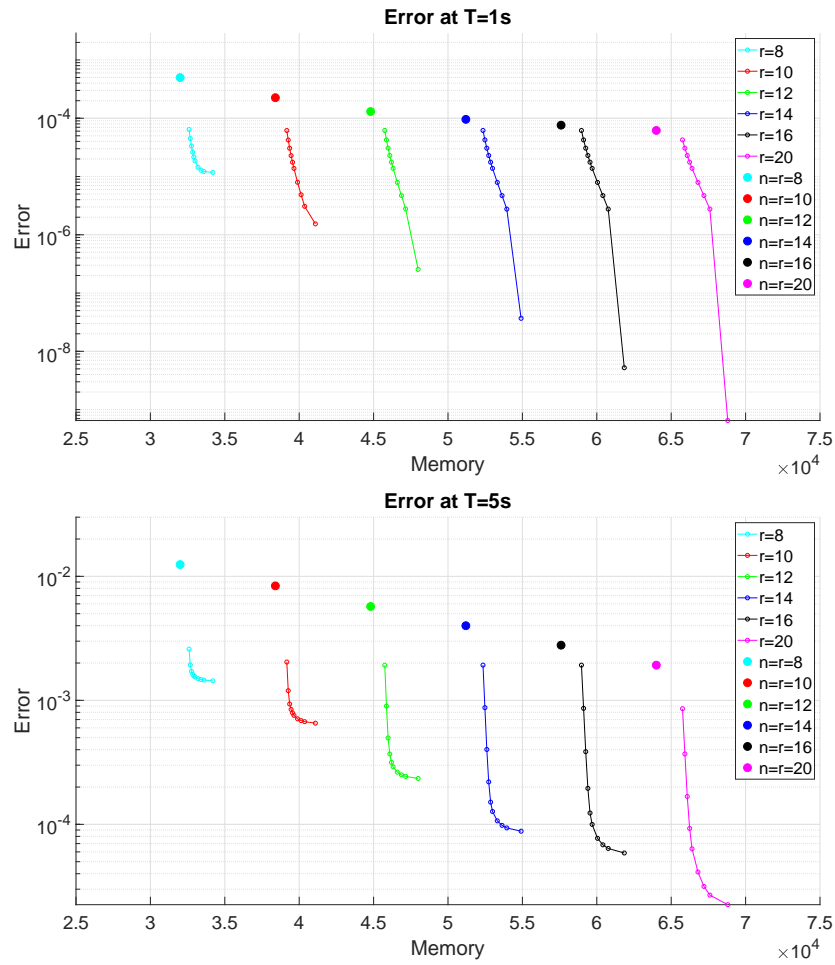 Error at T=1s
Error
10^-4
10^-6
10^-8
r=8
r=10
r=12
r=14
r=16
r=20
n=r=8
n=r=10
n=r=12
n=r=14
n=r=16
n=r=20
2.5 3 3.5 4 4.5 5 5.5 6 6.5 7 7.5
Memory
×10^4
Error at T=5s
Error
10^-2
10^-3
10^-4
r=8
r=10
r=12
r=14
r=16
r=20
n=r=8
n=r=10
n=r=12
n=r=14
n=r=16
n=r=20
2.5 3 3.5 4 4.5 5 5.5 6 6.5 7 7.5
Memory
×10^4